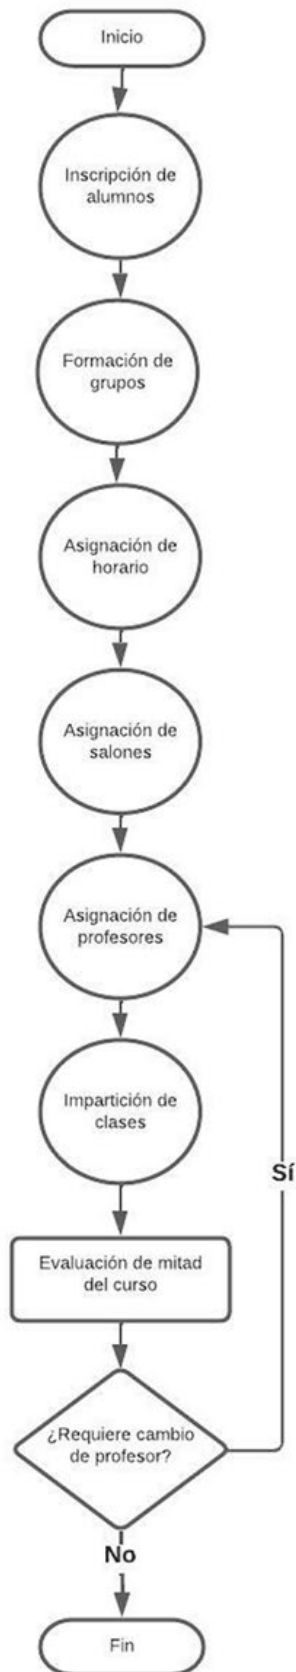 Inicio
Inscripción de
alumnos
Formación de
grupos
Asignación de
horario
Asignación de
salones
Asignación de
profesores
Impartición de
clases
Sí
Evaluación de mitad
del curso
¿Requiere cambio
de profesor?
No
Fin